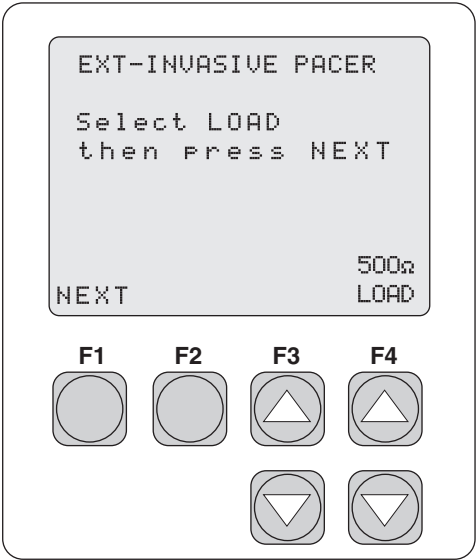 EXT-INVASIVE PACER
Select LOAD
then press NEXT
500Ω
NEXT LOAD
F1 F2 F3 F4